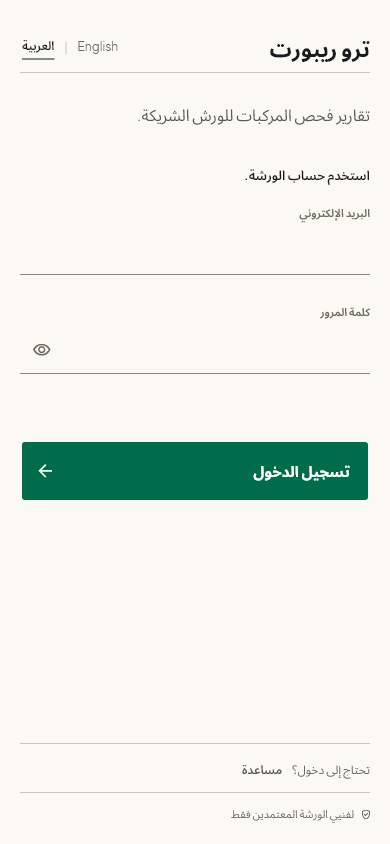 ترو ريبورت
English | العربية
تقارير فحص المركبات للورش الشريكة.
استخدم حساب الورشة.
البريد الإلكتروني
كلمة المرور
تسجيل الدخول
تحتاج إلى دخول؟ مساعدة
لفنيي الورشة المعتمدين فقط